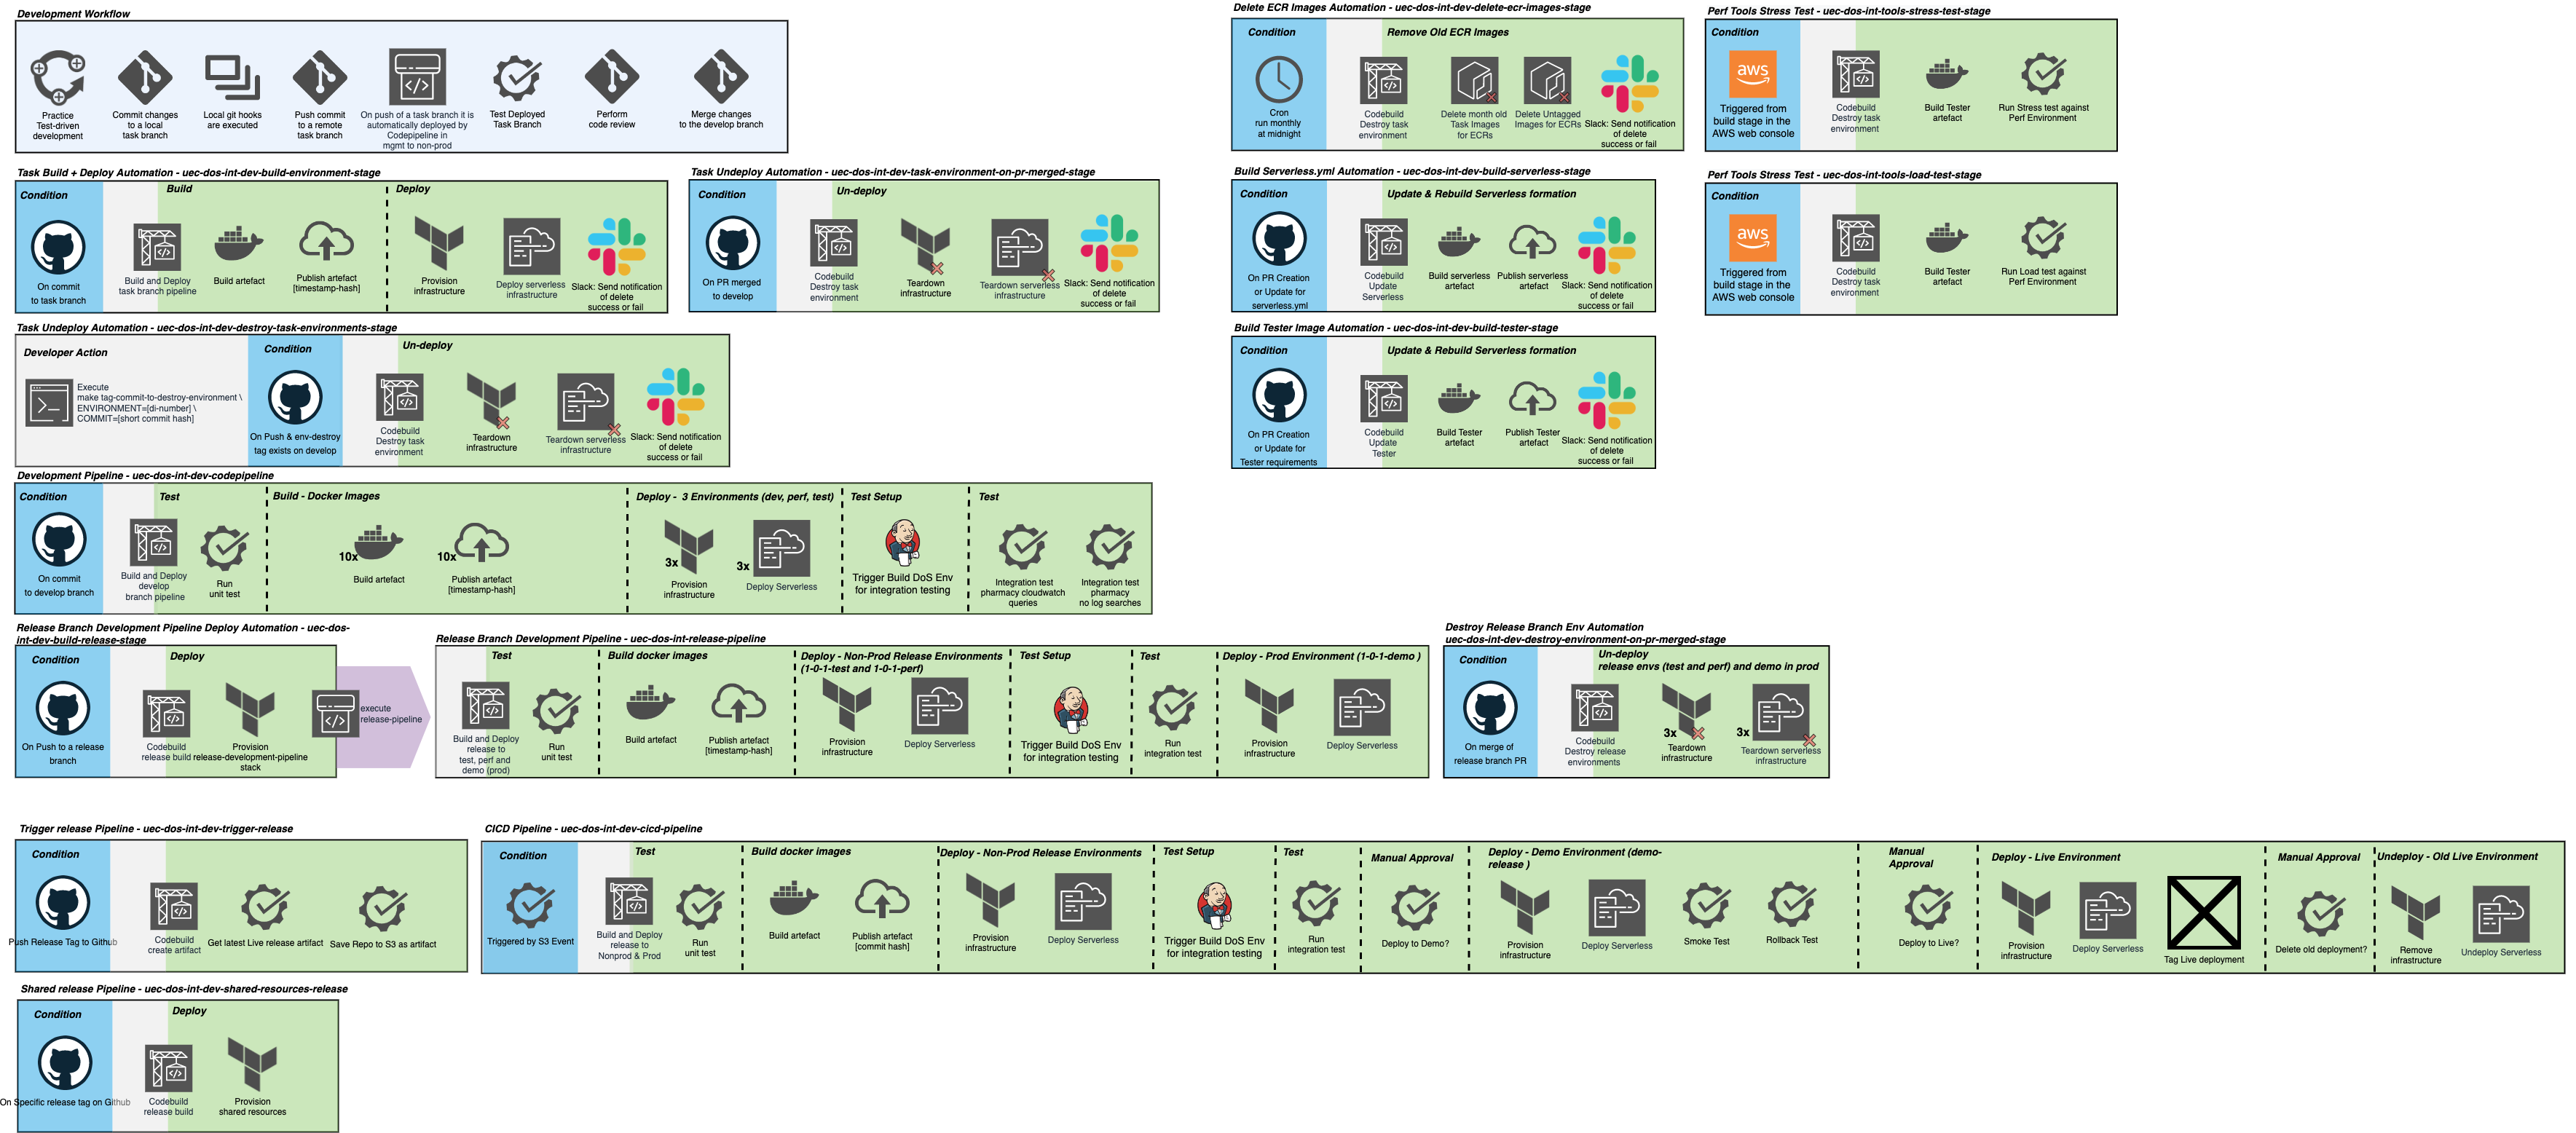 Development Workflow
Practice
Test-driven
development
Commit changes
to a local
task branch
Local git hooks
are executed
Push commit
to a remote
task branch
On push of a task branch it is
automatically deployed by
Codepipeline in
mgmt to non-prod
Test Deployed
Task Branch
Perform
code review
Merge changes
to the develop branch
Delete ECR Images Automation - uec-dos-int-dev-delete-ecr-images-stage
Condition
Remove Old ECR Images
Cron
run monthly
at midnight
Codebuild
Destroy task
environment
Delete month old
Task Images
for ECRs
Delete Untagged
Images for ECRs
Slack: Send notification
of delete
success or fail
Perf Tools Stress Test - uec-dos-int-tools-stress-test-stage
Condition
aws
Triggered from
build stage in the
AWS web console
Codebuild
Destroy task
environment
Build Tester
artefact
Run Stress test against
Perf Environment
Task Build + Deploy Automation - uec-dos-int-dev-build-environment-stage
Condition
Build
Deploy
On commit
to task branch
Build and Deploy
task branch pipeline
Build artefact
Publish artefact
[timestamp-hash]
Provision
infrastructure
Deploy serverless
infrastructure
Slack: Send notification
of delete
success or fail
Task Undeploy Automation - uec-dos-int-dev-task-environment-on-pr-merged-stage
Condition
Un-deploy
On PR merged
to develop
Codebuild
Destroy task
environment
Teardown
infrastructure
Teardown serverless
infrastructure
Slack: Send notification
of delete
success or fail
Build Serverless.yml Automation - uec-dos-int-dev-build-serverless-stage
Condition
Update & Rebuild Serverless formation
On PR Creation
or Update for
serverless.yml
Codebuild
Update
Serverless
Build serverless
artefact
Publish serverless
artefact
Slack: Send notification
of delete
success or fail
Perf Tools Stress Test - uec-dos-int-tools-load-test-stage
Condition
aws
Triggered from
build stage in the
AWS web console
Codebuild
Destroy task
environment
Build Tester
artefact
Run Load test against
Perf Environment
Task Undeploy Automation - uec-dos-int-dev-destroy-task-environments-stage
Developer Action
Condition
Un-deploy
Execute
make tag-commit-to-destroy-environment \
ENVIRONMENT=[di-number] \
COMMIT=[short commit hash]
On Push & env-destroy
tag exists on develop
Codebuild
Destroy task
environment
Teardown
infrastructure
Teardown serverless
infrastructure
Slack: Send notification
of delete
success or fail
Build Tester Image Automation - uec-dos-int-dev-build-tester-stage
Condition
Update & Rebuild Serverless formation
On PR Creation
or Update for
Tester requirements
Codebuild
Update
Tester
Build Tester
artefact
Publish Tester
artefact
Slack: Send notification
of delete
success or fail
Development Pipeline - uec-dos-int-dev-codepipeline
Condition
Test
Build - Docker Images
Deploy - 3 Environments (dev, perf, test)
Test Setup
Test
On commit
to develop branch
Build and Deploy
develop
branch pipeline
Run
unit test
10x
Build artefact
10x
Publish artefact
[timestamp-hash]
3x
Provision
infrastructure
3x
Deploy Serverless
Trigger Build DoS Env
for integration testing
Integration test
pharmacy cloudwatch
queries
Integration test
pharmacy
no log searches
Release Branch Development Pipeline Deploy Automation - uec-dos-
int-dev-build-release-stage
Condition
Deploy
On Push to a release
branch
Codebuild
release build
Provision
release-development-pipeline
stack
execute
release-pipeline
Release Branch Development Pipeline - uec-dos-int-release-pipeline
Test
Build docker images
Deploy - Non-Prod Release Environments
(1-0-1-test and 1-0-1-perf)
Test Setup
Test
Deploy - Prod Environment (1-0-1-demo )
Build and Deploy
release to
test, perf and
demo (prod)
Run
unit test
Build artefact
Publish artefact
[timestamp-hash]
Provision
infrastructure
Deploy Serverless
Trigger Build DoS Env
for integration testing
Run
integration test
Provision
infrastructure
Deploy Serverless
Destroy Release Branch Env Automation
uec-dos-int-dev-destroy-environment-on-pr-merged-stage
Condition
Un-deploy
release envs (test and perf) and demo in prod
On merge of
release branch PR
Codebuild
Destroy release
environments
3x
Teardown
infrastructure
3x
Teardown serverless
infrastructure
Trigger release Pipeline - uec-dos-int-dev-trigger-release
Condition
Push Release Tag to Github
Codebuild
create artifact
Get latest Live release artifact
Save Repo to S3 as artifact
CICD Pipeline - uec-dos-int-dev-cicd-pipeline
Condition
Test
Build docker images
Deploy - Non-Prod Release Environments
Test Setup
Test
Manual Approval
Deploy - Demo Environment (demo-
release )
Manual
Approval
Deploy - Live Environment
Manual Approval
Undeploy - Old Live Environment
Triggered by S3 Event
Build and Deploy
release to
Nonprod & Prod
Run
unit test
Build artefact
Publish artefact
[commit hash]
Provision
infrastructure
Deploy Serverless
Trigger Build DoS Env
for integration testing
Run
integration test
Deploy to Demo?
Provision
infrastructure
Deploy Serverless
Smoke Test
Rollback Test
Deploy to Live?
Provision
infrastructure
Deploy Serverless
Tag Live deployment
Delete old deployment?
Remove
infrastructure
Undeploy Serverless
Shared release Pipeline - uec-dos-int-dev-shared-resources-release
Condition
Deploy
On Specific release tag on Github
Codebuild
release build
Provision
shared resources